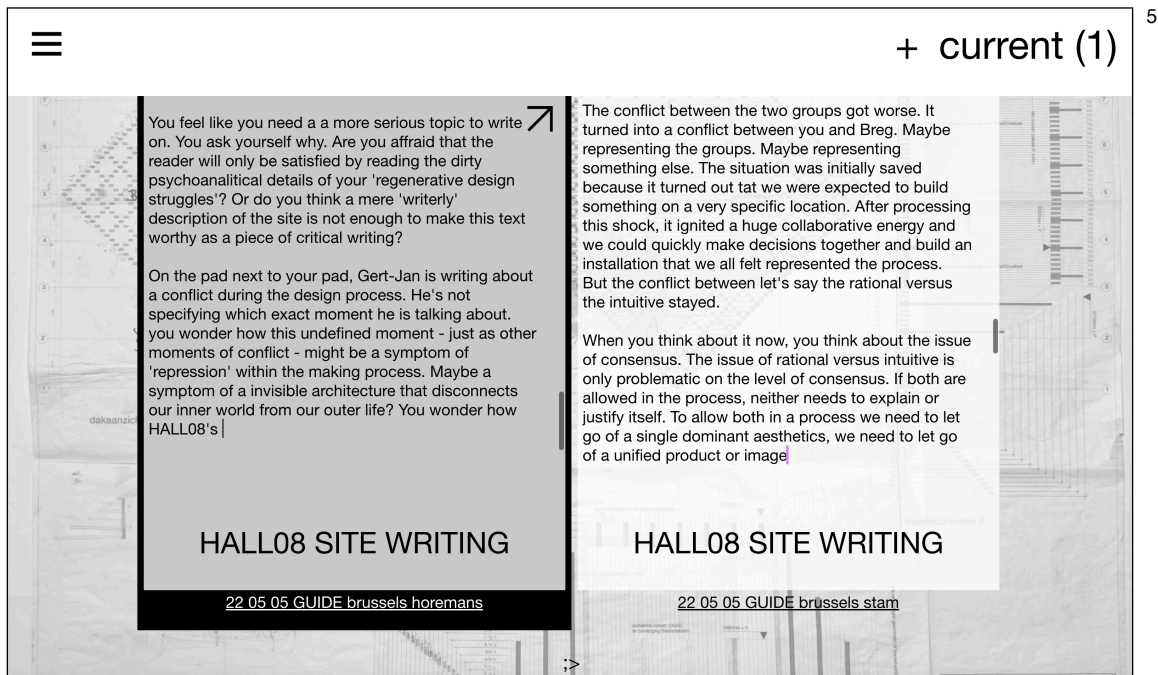 5
+ current (1)
You feel like you need a a more serious topic to write
on. You ask yourself why. Are you affraid that the
reader will only be satisfied by reading the dirty
psychoanalitical details of your 'regenerative design
struggles'? Or do you think a mere 'writerly'
description of the site is not enough to make this text
worthy as a piece of critical writing?
On the pad next to your pad, Gert-Jan is writing about
a conflict during the design process. He's not
specifying which exact moment he is talking about.
you wonder how this undefined moment - just as other
moments of conflict - might be a symptom of
'repression' within the making process. Maybe a
symptom of a invisible architecture that disconnects
our inner world from our outer life? You wonder how
HALL08's
HALL08 SITE WRITING
22 05 05 GUIDE brussels horemans
The conflict between the two groups got worse. It
turned into a conflict between you and Breg. Maybe
representing the groups. Maybe representing
something else. The situation was initially saved
because it turned out tat we were expected to build
something on a very specific location. After processing
this shock, it ignited a huge collaborative energy and
we could quickly make decisions together and build an
installation that we all felt represented the process.
But the conflict between let's say the rational versus
the intuitive stayed.
When you think about it now, you think about the issue
of consensus. The issue of rational versus intuitive is
only problematic on the level of consensus. If both are
allowed in the process, neither needs to explain or
justify itself. To allow both in a process we need to let
go of a single dominant aesthetics, we need to let go
of a unified product or image
HALL08 SITE WRITING
22 05 05 GUIDE brussels stam
dakaanzich
;>